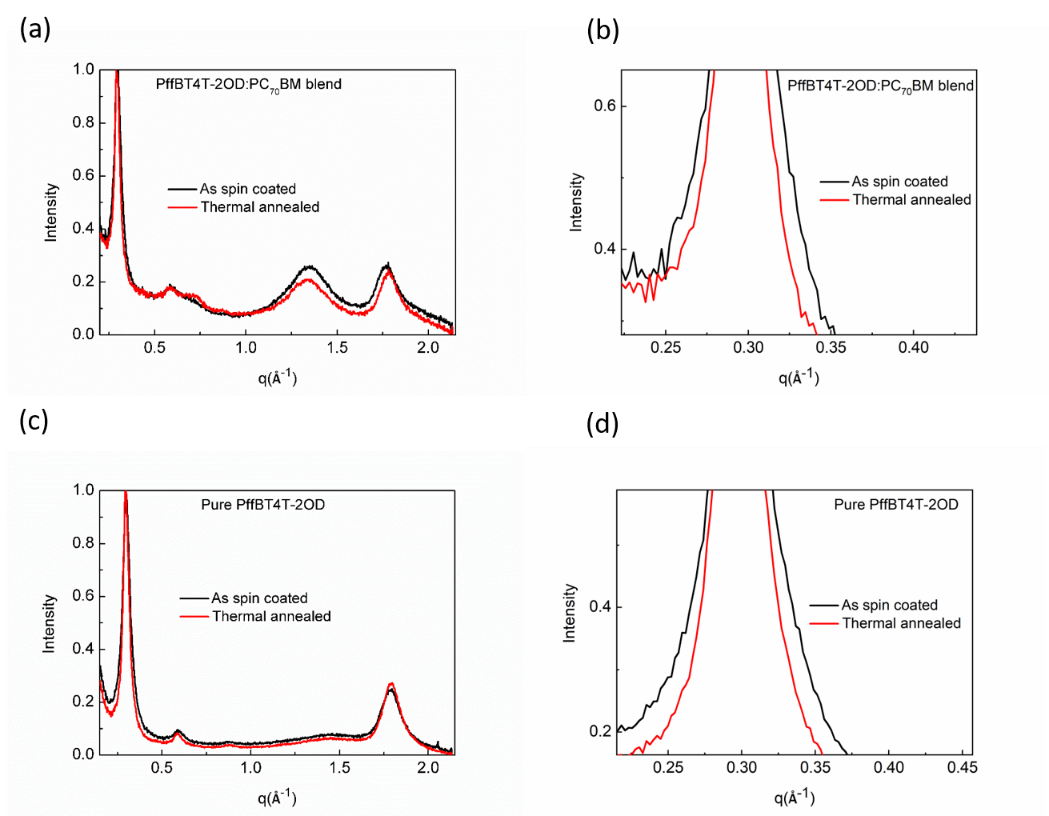 (a)
PffBT4T-2OD:PC70BM blend
As spin coated
Thermal annealed
Intensity
1.0
0.8
0.6
0.4
0.2
0.0
0.5 1.0 1.5 2.0
q(Å-1)
(b)
PffBT4T-2OD:PC70BM blend
As spin coated
Thermal annealed
Intensity
0.6
0.4
0.25 0.30 0.35 0.40
q(Å-1)
(c)
Pure PffBT4T-2OD
As spin coated
Thermal annealed
Intensity
1.0
0.8
0.6
0.4
0.2
0.0
0.5 1.0 1.5 2.0
q(Å-1)
(d)
Pure PffBT4T-2OD
As spin coated
Thermal annealed
Intensity
0.4
0.2
0.25 0.30 0.35 0.40 0.45
q(Å-1)